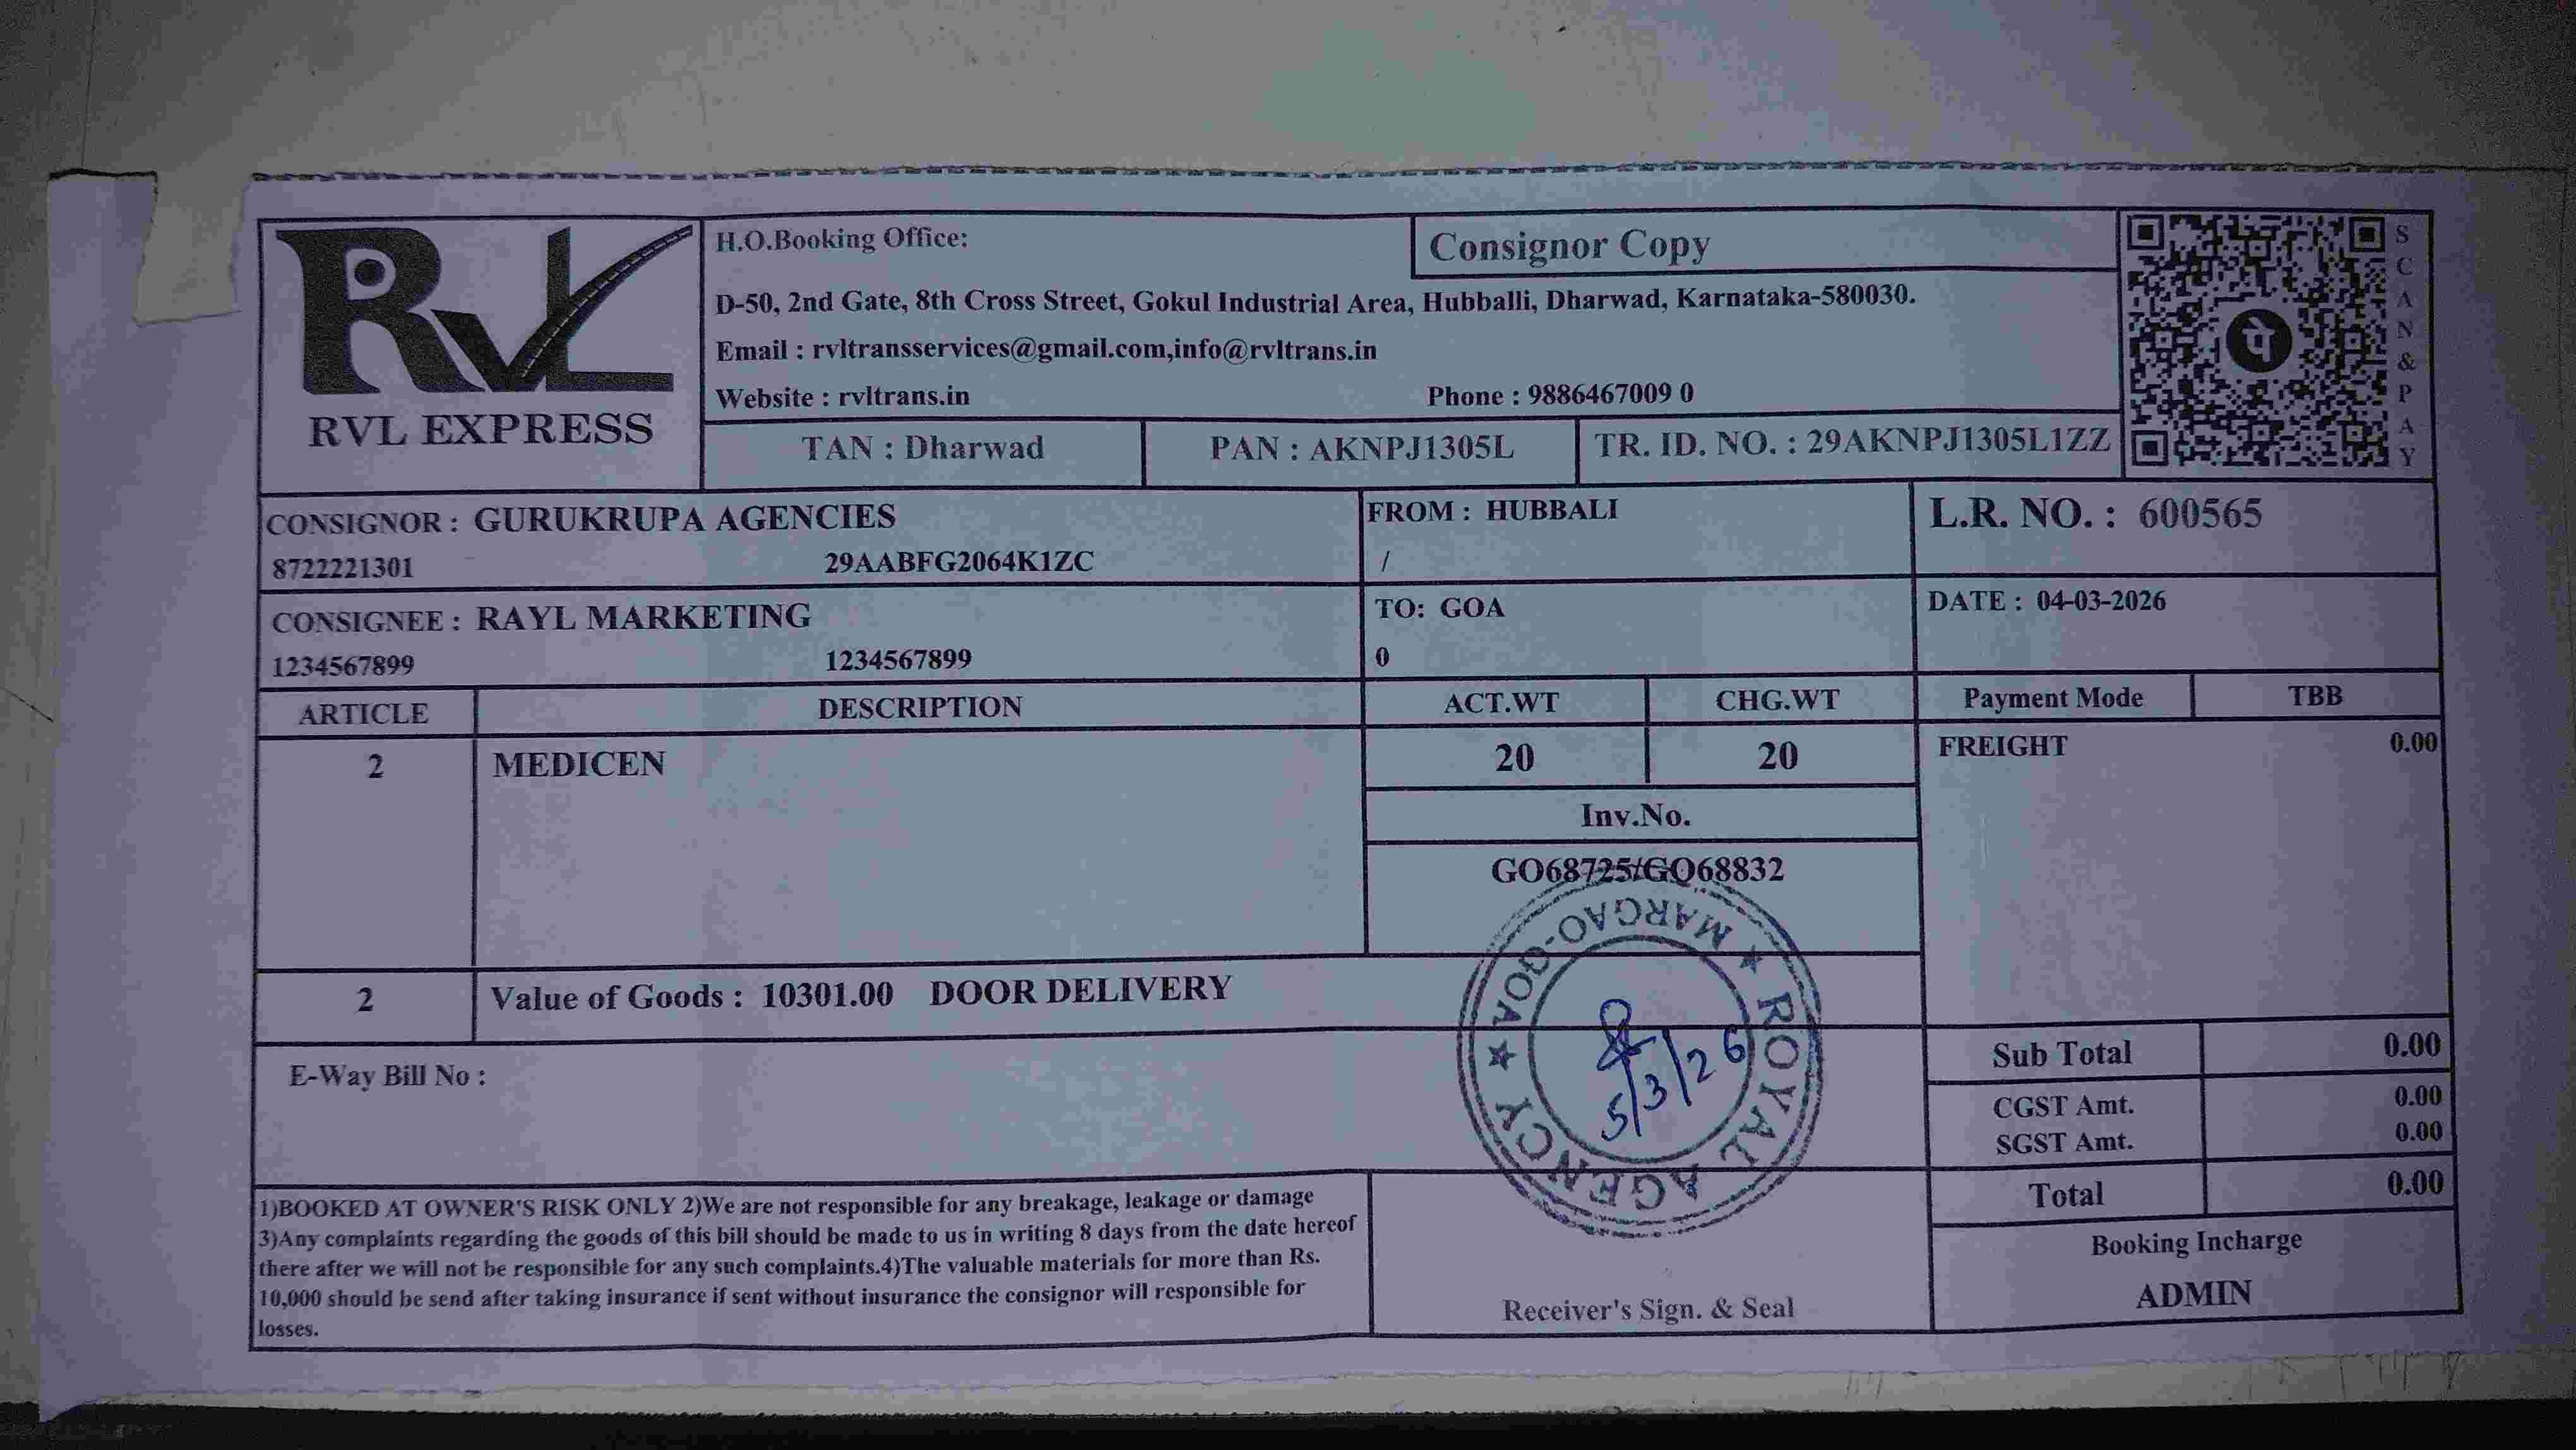 RVL
RVL EXPRESS
H.O.Booking Office:
Consignor Copy
D-50, 2nd Gate, 8th Cross Street, Gokul Industrial Area, Hubballi, Dharwad, Karnataka-580030.
Email : rvltransservices@gmail.com,info@rvltrans.in
Website : rvltrans.in Phone : 9886467009 0
TAN : Dharwad PAN : AKNPJ1305L TR. ID. NO. : 29AKNPJ1305L1ZZ
पे
SCAN & PAY
CONSIGNOR : GURUKRUPA AGENCIES
8722221301 29AABFG2064K1ZC
FROM : HUBBALI
/
L.R. NO. : 600565
CONSIGNEE : RAYL MARKETING
1234567899 1234567899
TO: GOA
0
DATE : 04-03-2026
ARTICLE DESCRIPTION ACT.WT CHG.WT Payment Mode TBB
2 MEDICEN 20 20 FREIGHT 0.00
Inv.No.
GO68725/GO68832
2 Value of Goods : 10301.00 DOOR DELIVERY
E-Way Bill No :
Sub Total 0.00
CGST Amt. 0.00
SGST Amt. 0.00
Total 0.00
★ ROYAL AGENCY ★ MARGAO-GOA
5/3/26
1)BOOKED AT OWNER'S RISK ONLY 2)We are not responsible for any breakage, leakage or damage
3)Any complaints regarding the goods of this bill should be made to us in writing 8 days from the date hereof
there after we will not be responsible for any such complaints.4)The valuable materials for more than Rs.
10,000 should be send after taking insurance if sent without insurance the consignor will responsible for
losses.
Receiver's Sign. & Seal
Booking Incharge
ADMIN